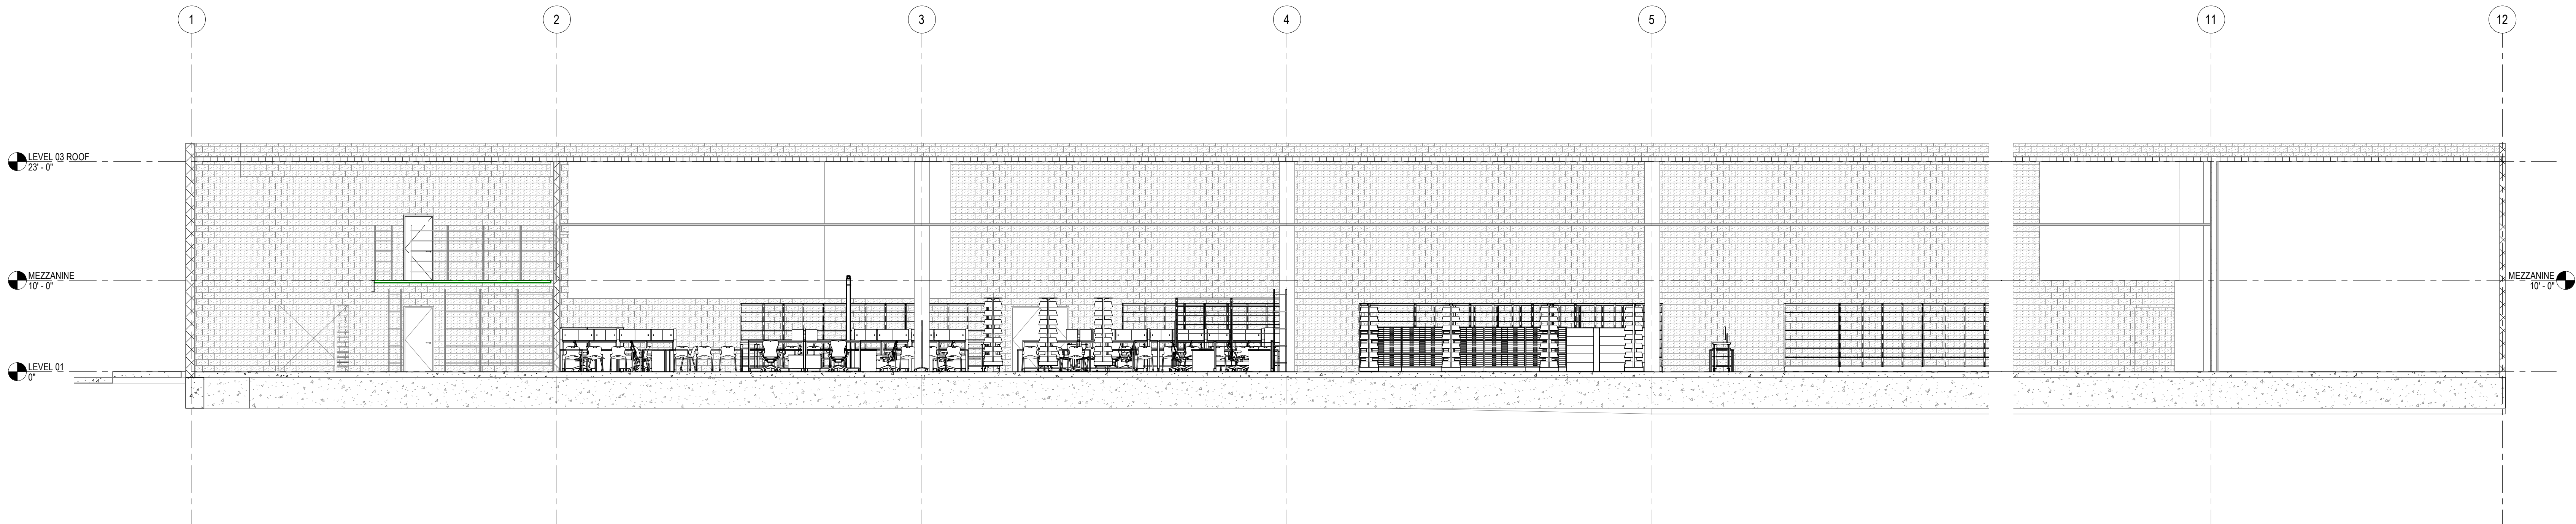 1
2
3
4
5
11
12
LEVEL 03 ROOF
23' - 0"
MEZZANINE
10' - 0"
MEZZANINE
10' - 0"
LEVEL 01
0"